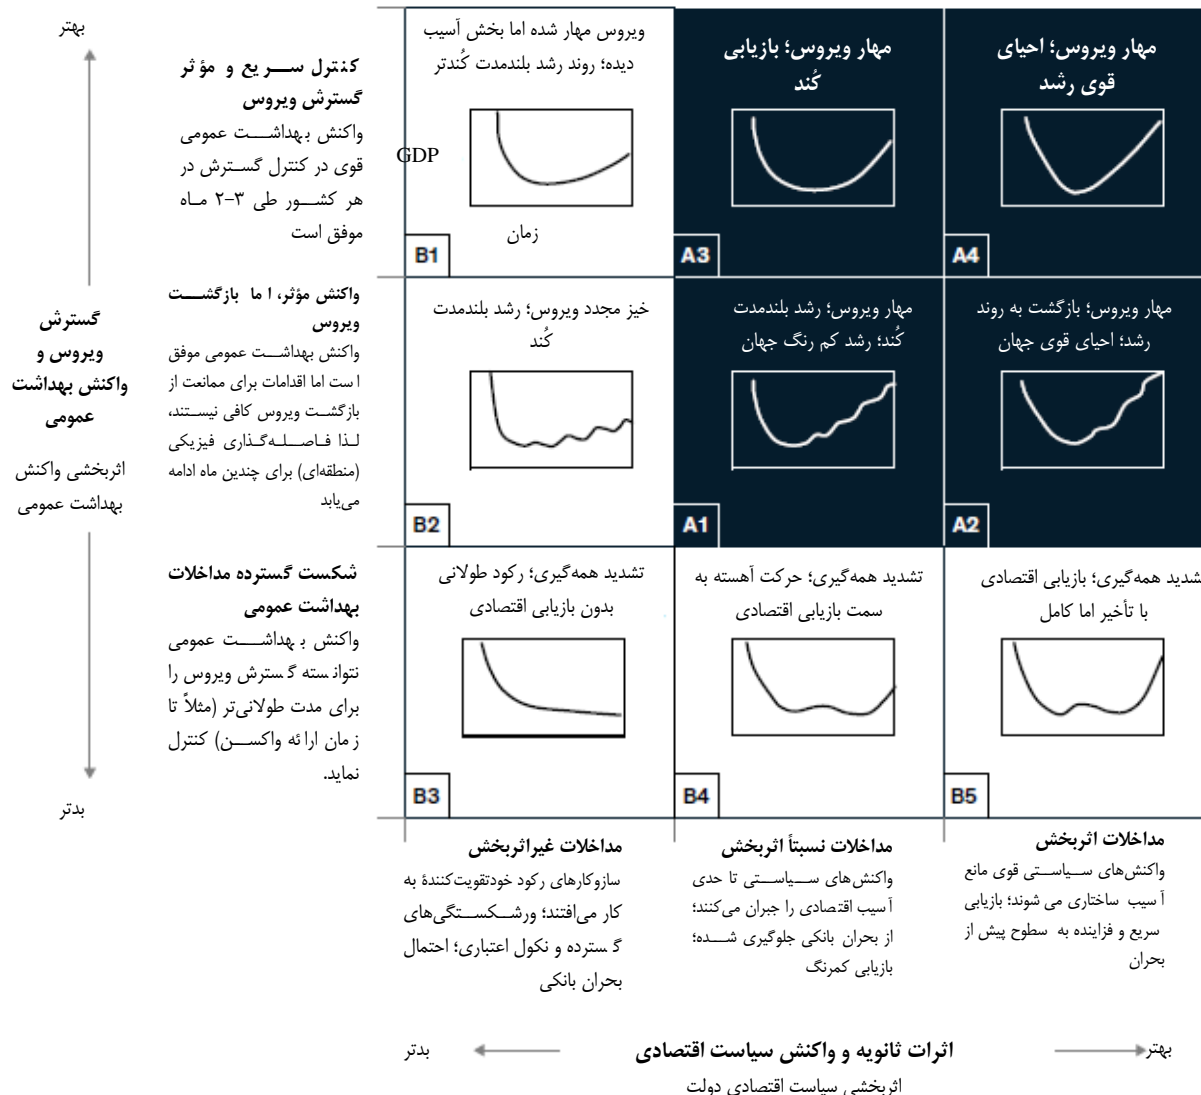 بهتر
گسترش
ویروس و
واکنش بهداشت
عمومی
اثربخشی واکنش
بهداشت عمومی
بدتر
کنترل سریع و مؤثر
گسترش ویروس
واکنش بهداشت عمومی
قوی در کنترل گسترش در
هر کشور طی ۳-۲ ماه
موفق است
ویروس مهار شده اما بخش آسیب
دیده؛ روند رشد بلندمدت کُندتر
GDP
زمان
B1
مهار ویروس؛ بازیابی
کُند
A3
مهار ویروس؛ احیای
قوی رشد
A4
واکنش مؤثر، اما بازگشت
ویروس
واکنش بهداشت عمومی موفق
است اما اقدامات برای ممانعت از
بازگشت ویروس کافی نیستند،
لذا فاصله‌گذاری فیزیکی
(منطقه‌ای) برای چندین ماه ادامه
می‌یابد
خیز مجدد ویروس؛ رشد بلندمدت
کُند
B2
مهار ویروس؛ رشد بلندمدت
کُند؛ رشد کم رنگ جهان
A1
مهار ویروس؛ بازگشت به روند
رشد؛ احیای قوی جهان
A2
شکست گسترده مداخلات
بهداشت عمومی
واکنش بهداشت عمومی
نتوانسته گسترش ویروس را
برای مدت طولانی‌تر (مثلاً تا
زمان ارائه واکسن) کنترل
نماید.
تشدید همه‌گیری؛ رکود طولانی
بدون بازیابی اقتصادی
B3
تشدید همه‌گیری؛ حرکت آهسته به
سمت بازیابی اقتصادی
B4
تشدید همه‌گیری؛ بازیابی اقتصادی
با تأخیر اما کامل
B5
مداخلات غیراثربخش
سازوکارهای رکود خودتقویت‌کنندۀ به
کار می‌افتند؛ ورشکستگی‌های
گسترده و نکول اعتباری؛ احتمال
بحران بانکی
مداخلات نسبتاً اثربخش
واکنش‌های سیاستی تا حدی
آسیب اقتصادی را جبران می‌کنند؛
از بحران بانکی جلوگیری شده؛
بازیابی کمرنگ
مداخلات اثربخش
واکنش‌های سیاستی قوی مانع
آسیب ساختاری می شوند؛ بازیابی
سریع و فزاینده به سطوح پیش از
بحران
بدتر
اثرات ثانویه و واکنش سیاست اقتصادی
بهتر
اثربخشی سیاست اقتصادی دولت